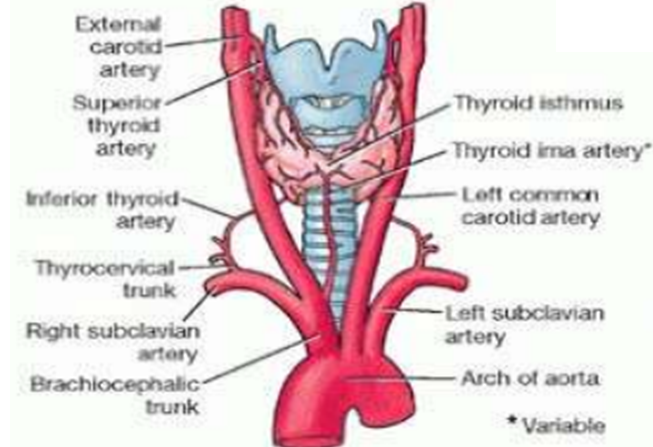 External
carotid
artery
Superior
thyroid
artery
Inferior thyroid
artery
Thyrocervical
trunk
Right subclavian
artery
Brachiocephalic
trunk
Thyroid isthmus
Thyroid ima artery*
Left common
carotid artery
Left subclavian
artery
Arch of aorta
* Variable